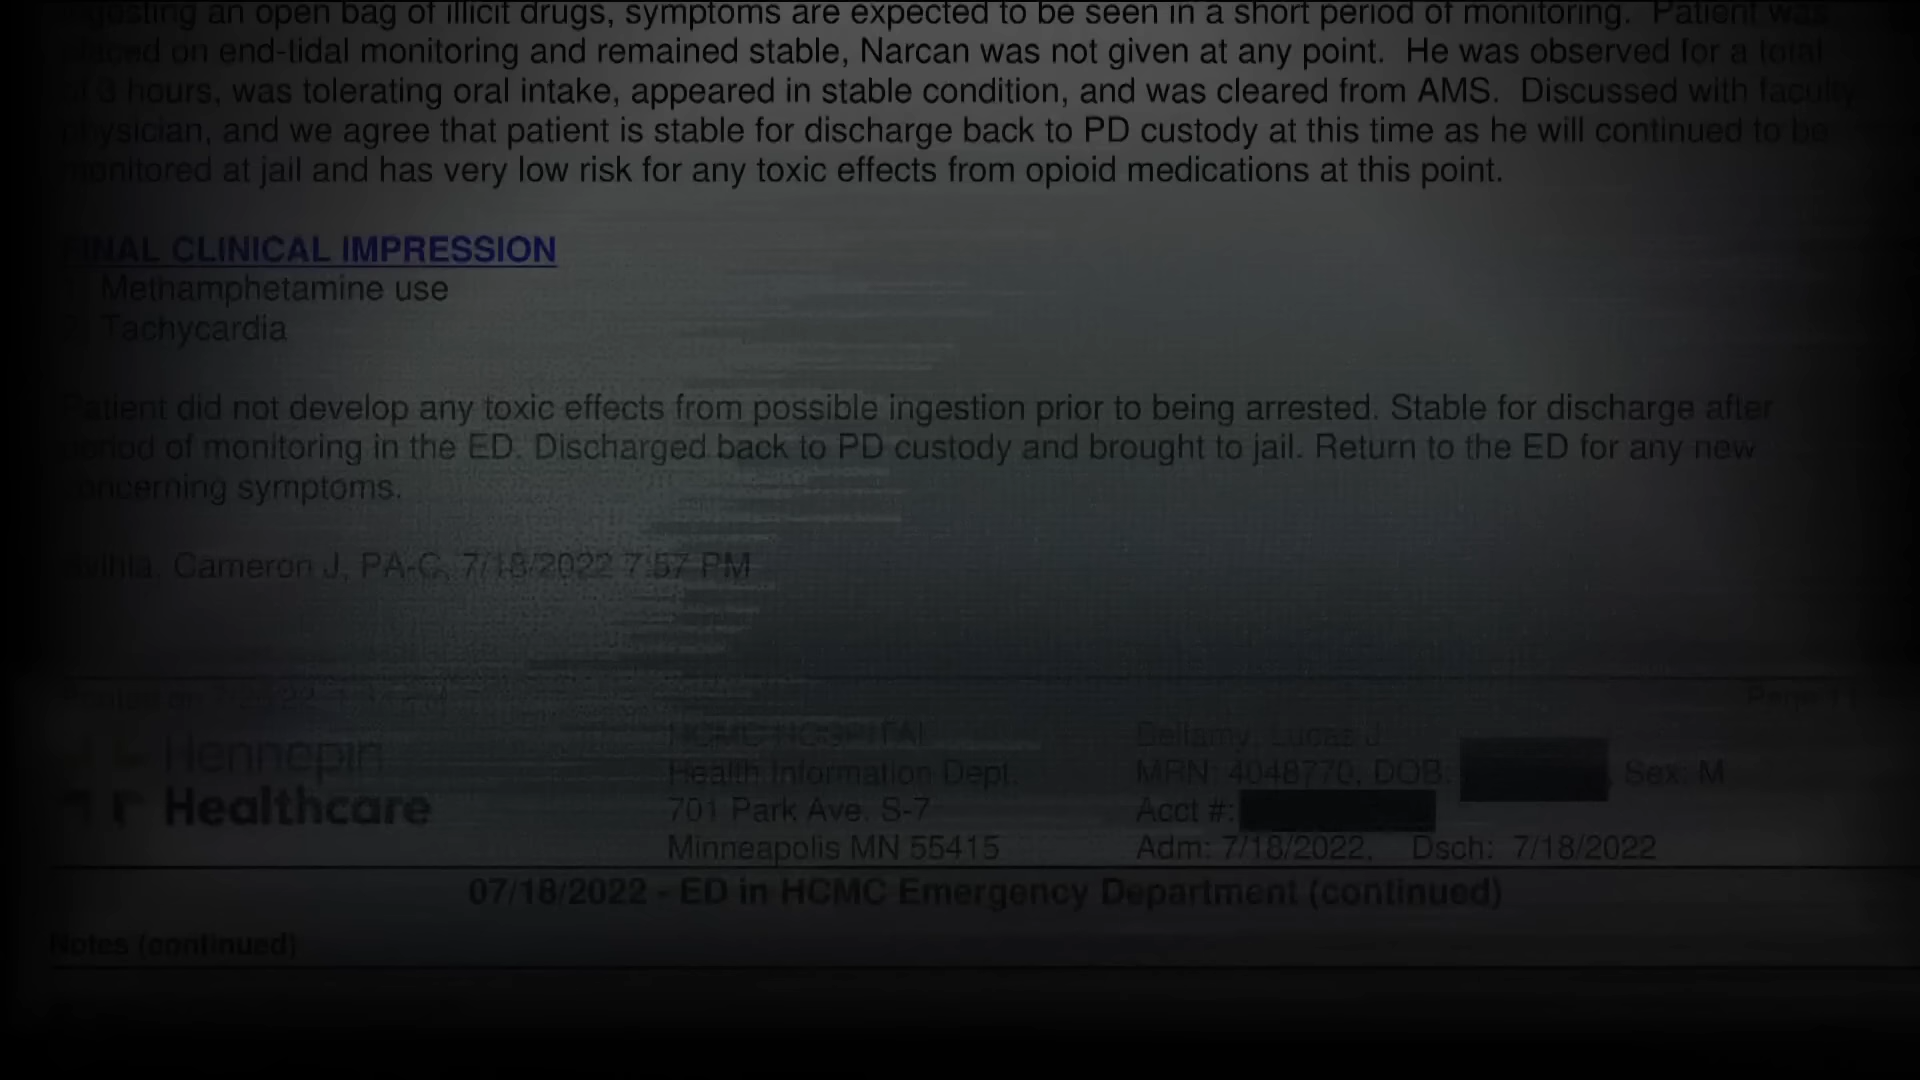 an open bag of illicit drugs, symptoms are expected to be seen in a short period of monitoring. Patient was
on end-tidal monitoring and remained stable, Narcan was not given at any point. He was observed for a total
hours, was tolerating oral intake, appeared in stable condition, and was cleared from AMS. Discussed with faculty
physician, and we agree that patient is stable for discharge back to PD custody at this time as he will continued to be
monitored at jail and has very low risk for any toxic effects from opioid medications at this point.
FINAL CLINICAL IMPRESSION
Methamphetamine use
Tachycardia
Patient did not develop any toxic effects from possible ingestion prior to being arrested. Stable for discharge after
period of monitoring in the ED. Discharged back to PD custody and brought to jail. Return to the ED for any new
concerning symptoms.
Cameron J, PA-C, 7/18/2022 7:57 PM
Hennepin
Healthcare
HCMC HOSPITAL
Health Information Dept.
701 Park Ave. S-7
Minneapolis MN 55415
Bellamy, Lucas J
MRN: 4048770, DOB: , Sex: M
Acct #:
Adm: 7/18/2022, Dsch: 7/18/2022
07/18/2022 - ED in HCMC Emergency Department (continued)
Notes (continued)